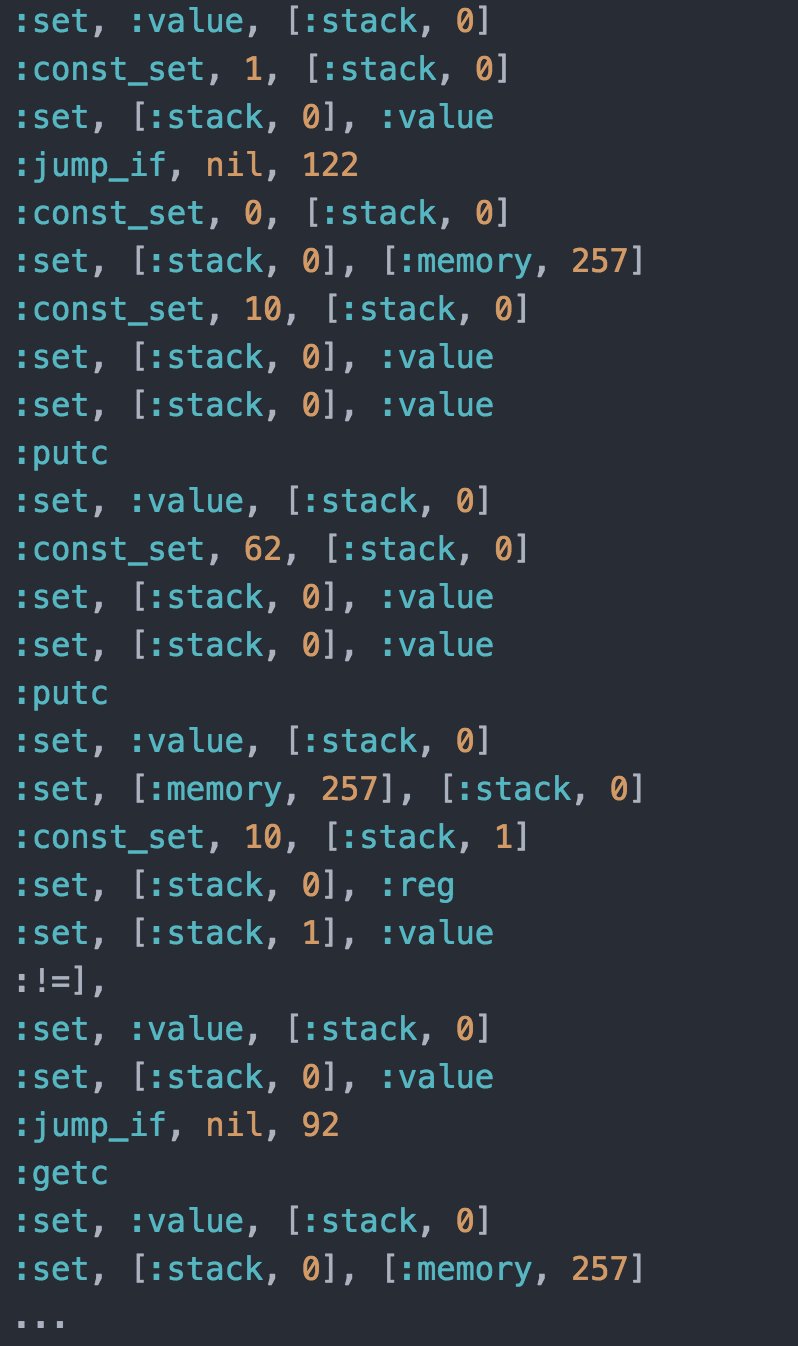 :set, :value, [:stack, 0]
:const_set, 1, [:stack, 0]
:set, [:stack, 0], :value
:jump_if, nil, 122
:const_set, 0, [:stack, 0]
:set, [:stack, 0], [:memory, 257]
:const_set, 10, [:stack, 0]
:set, [:stack, 0], :value
:set, [:stack, 0], :value
:putc
:set, :value, [:stack, 0]
:const_set, 62, [:stack, 0]
:set, [:stack, 0], :value
:set, [:stack, 0], :value
:putc
:set, :value, [:stack, 0]
:set, [:memory, 257], [:stack, 0]
:const_set, 10, [:stack, 1]
:set, [:stack, 0], :reg
:set, [:stack, 1], :value
:!=],
:set, :value, [:stack, 0]
:set, [:stack, 0], :value
:jump_if, nil, 92
:getc
:set, :value, [:stack, 0]
:set, [:stack, 0], [:memory, 257]
...